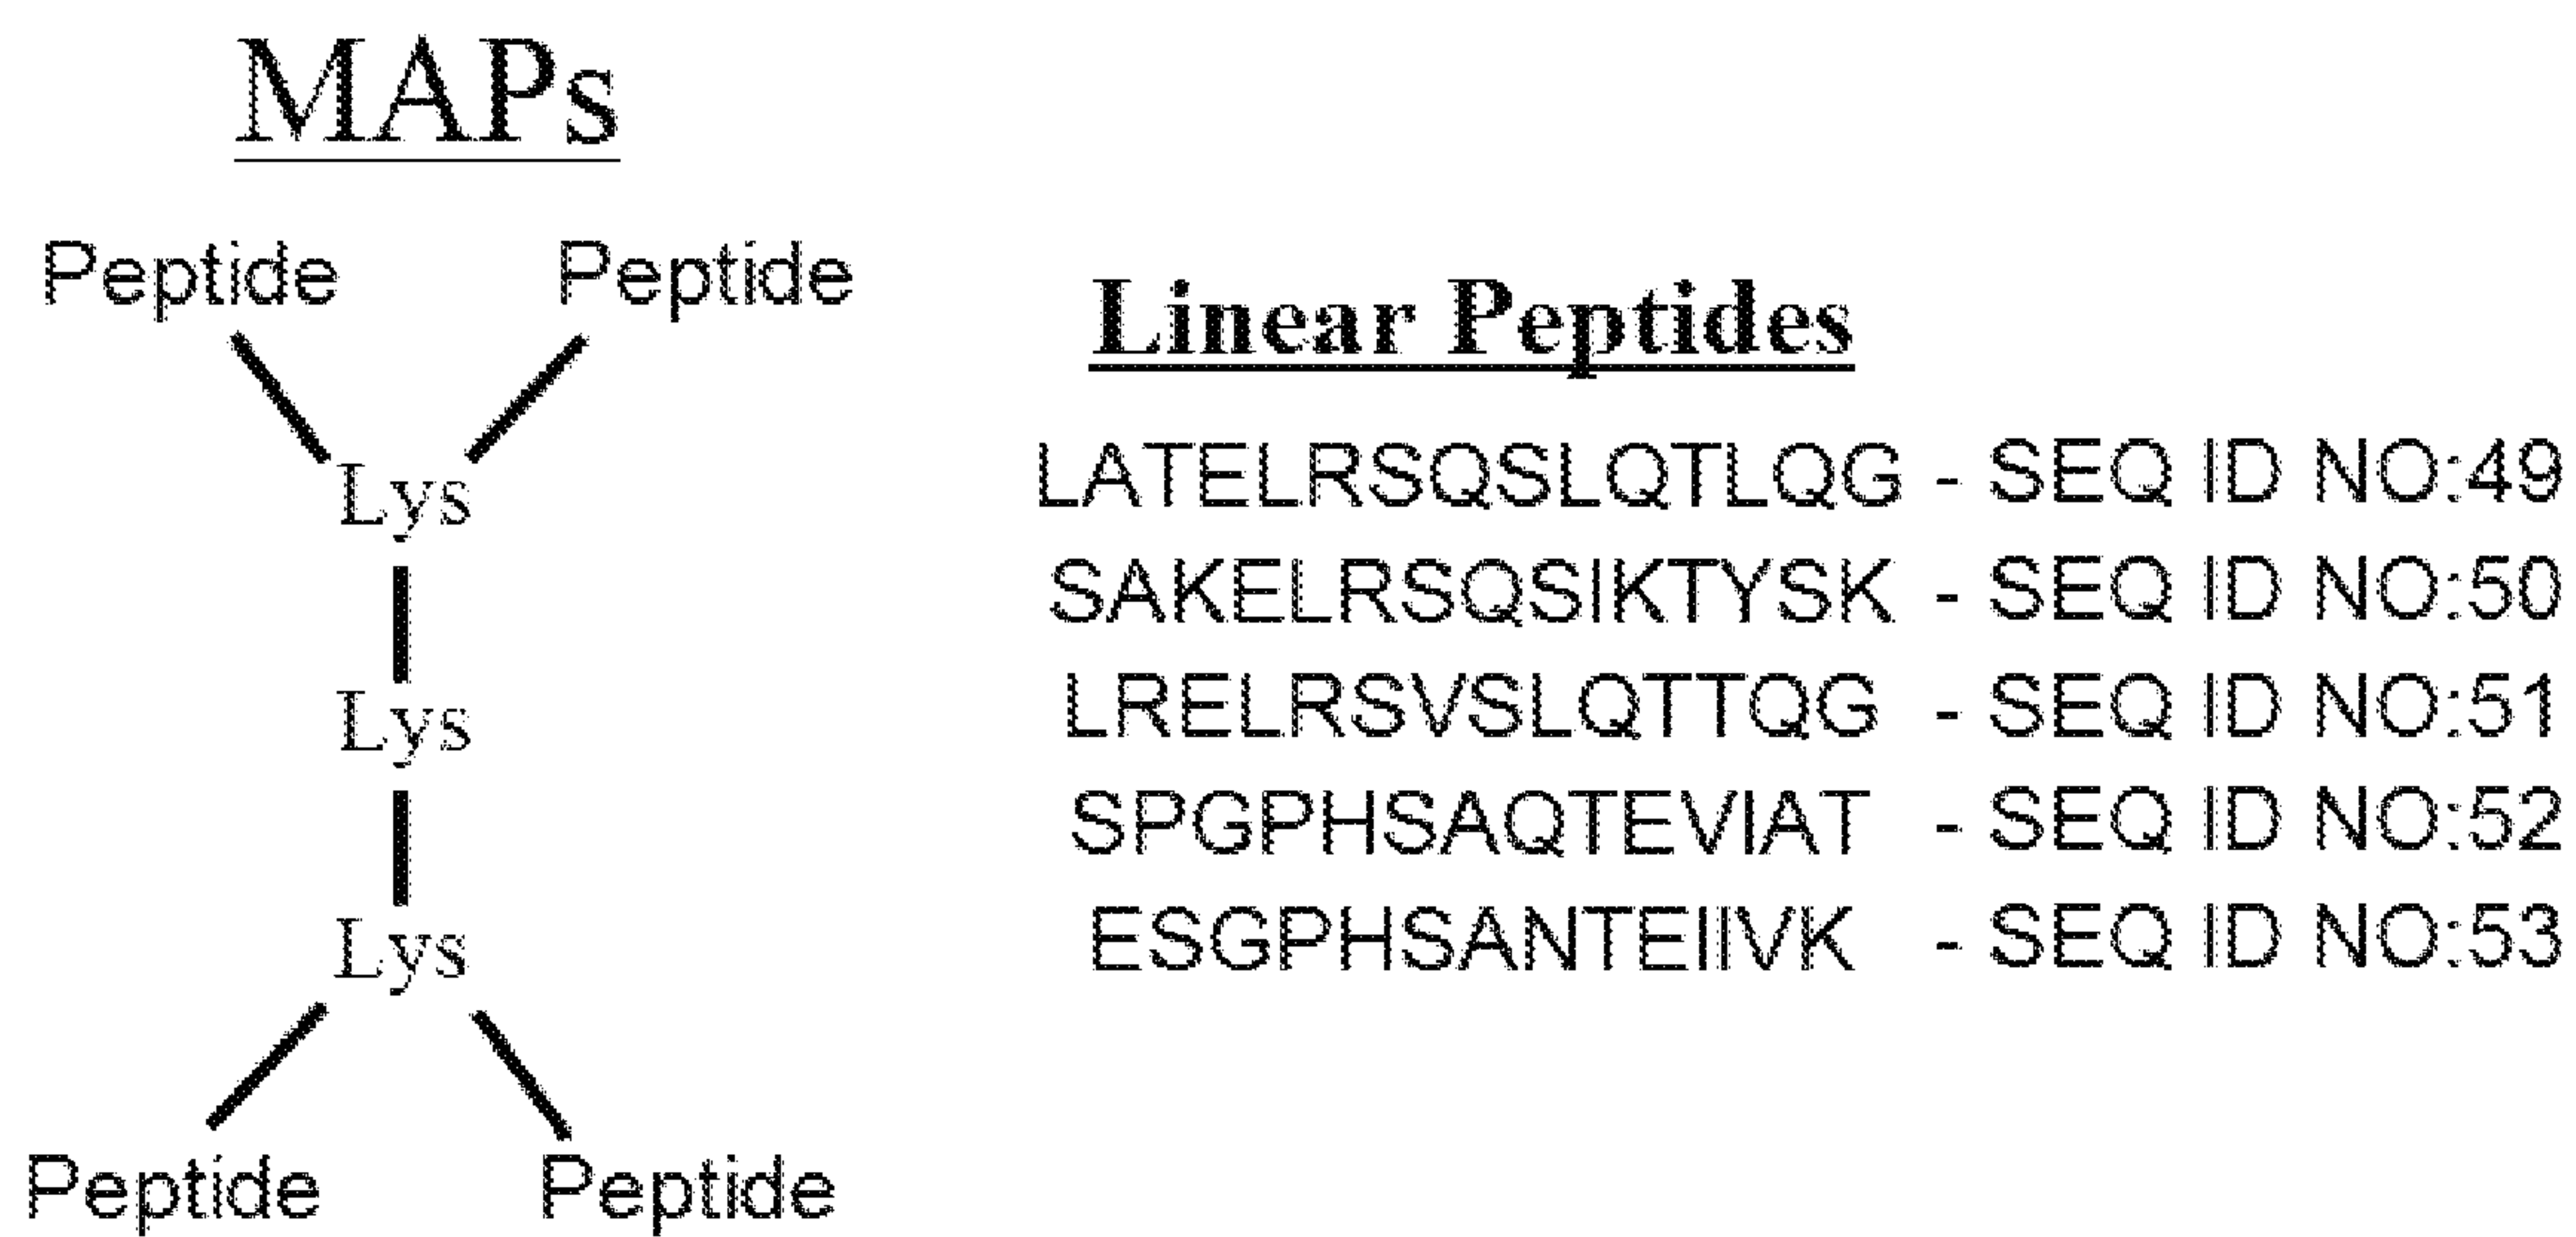 MAPs
Peptide Peptide
Lys
Lys
Lys
Peptide Peptide
Linear Peptides
LATELRSQSLQTLQG - SEQ ID NO:49
SAKELRSQSIKTYSK - SEQ ID NO:50
LRELRSVSLQTTQG - SEQ ID NO:51
SPGPHSAQTEVIAT - SEQ ID NO:52
ESGPHSANTEIIVK - SEQ ID NO:53